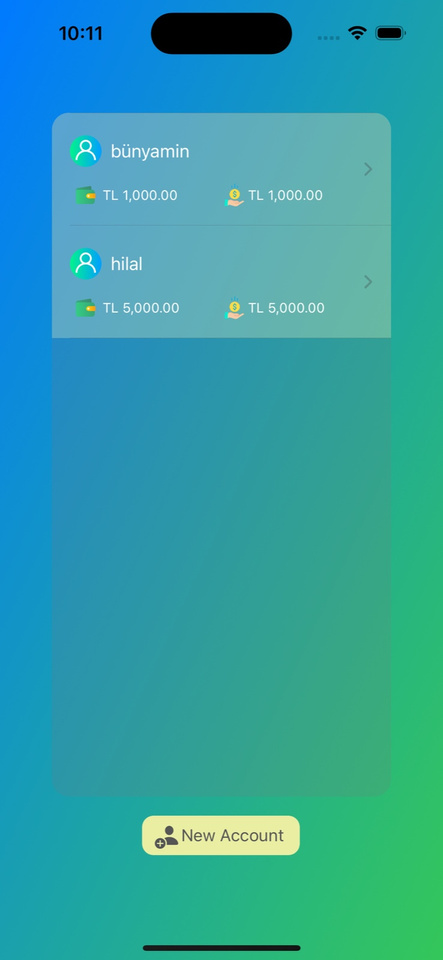 10:11
bünyamin
TL 1,000.00 TL 1,000.00
hilal
TL 5,000.00 TL 5,000.00
New Account